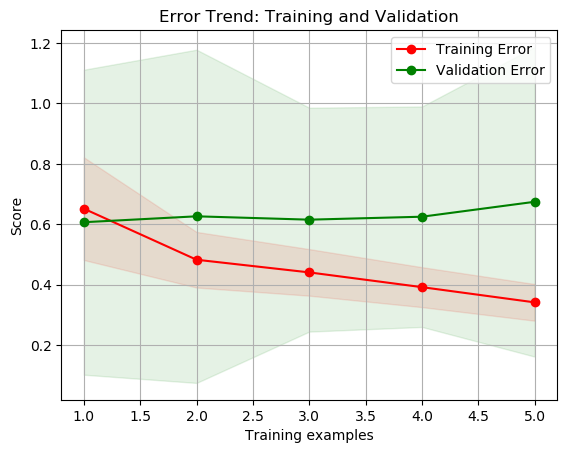 Error Trend: Training and Validation
Training Error
Validation Error
Score
1.2
1.0
0.8
0.6
0.4
0.2
1.0 1.5 2.0 2.5 3.0 3.5 4.0 4.5 5.0
Training examples